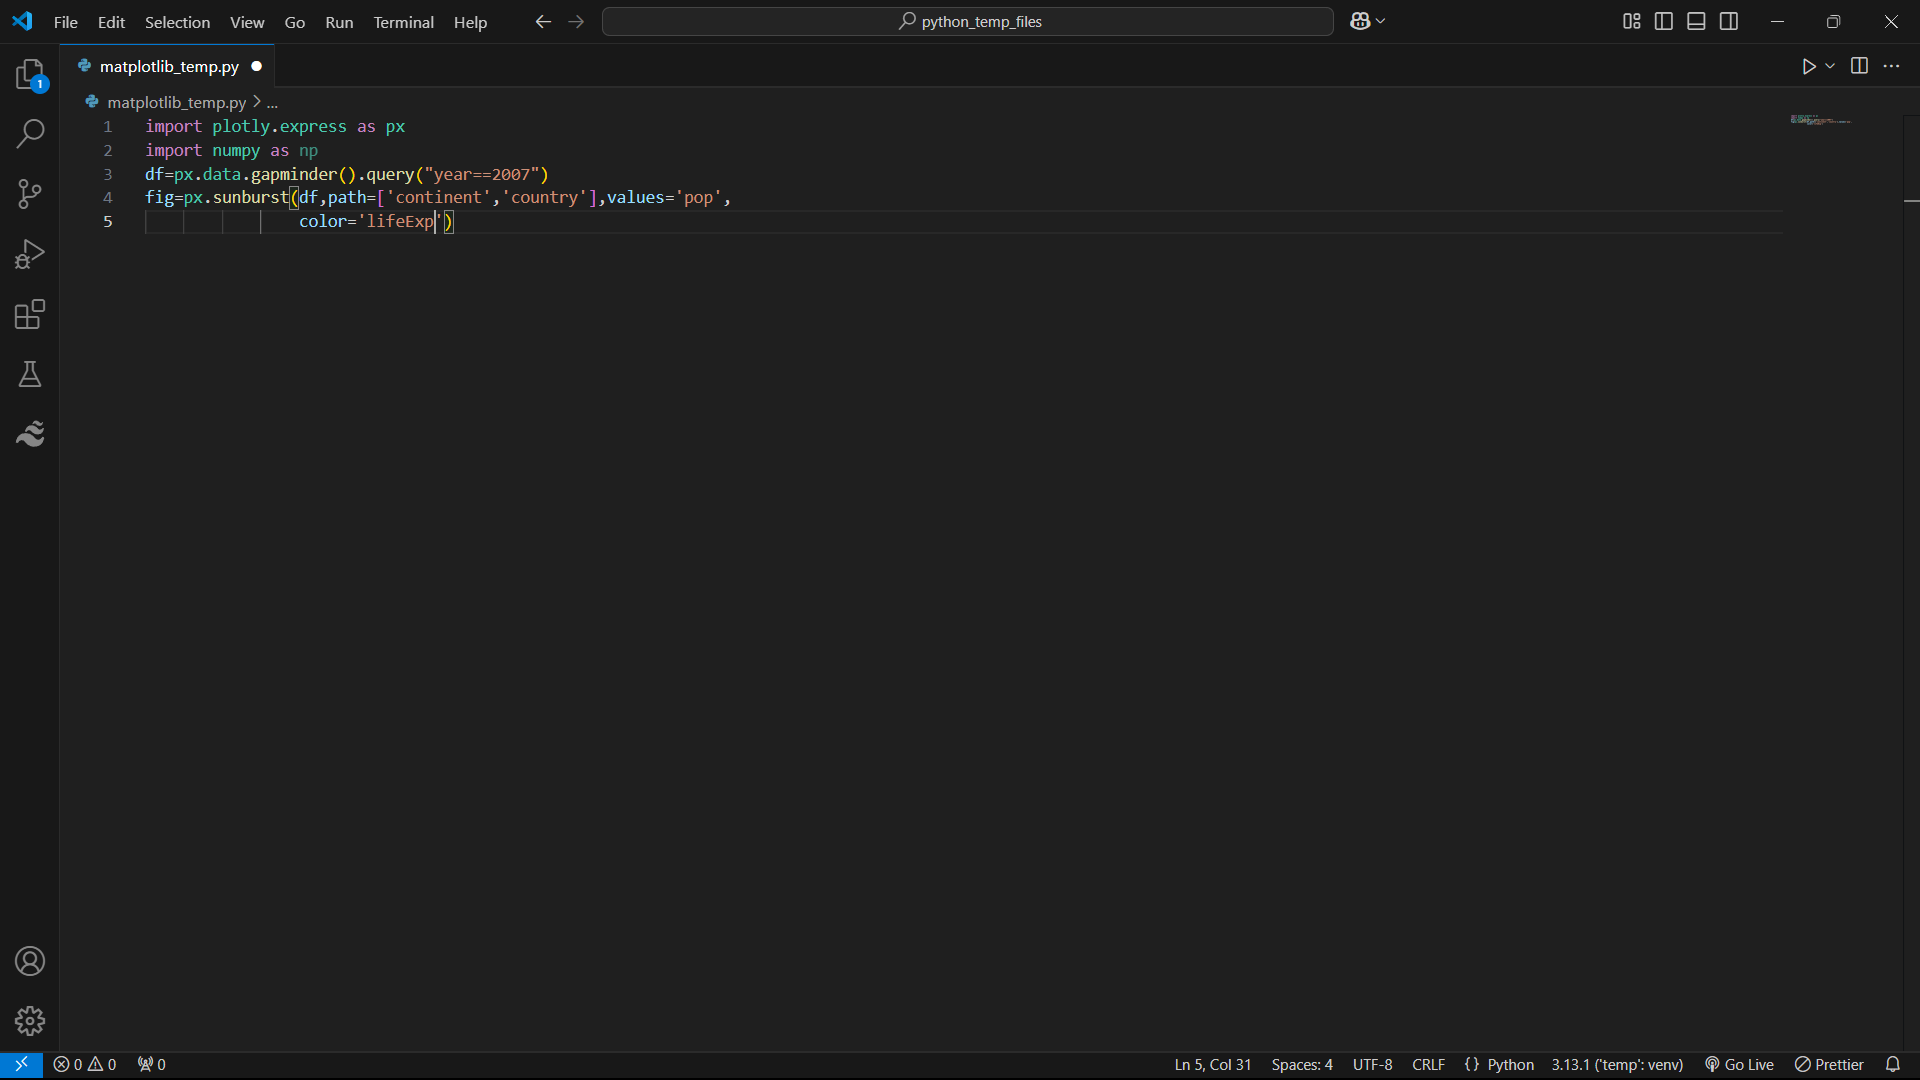 File Edit Selection View Go Run Terminal Help python_temp_files
1
matplotlib_temp.py
matplotlib_temp.py > ...
1 import plotly.express as px
2 import numpy as np
3 df=px.data.gapminder().query("year==2007")
4 fig=px.sunburst(df,path=['continent','country'],values='pop',
5 color='lifeExp')
0 0 0 Ln 5, Col 31 Spaces: 4 UTF-8 CRLF {} Python 3.13.1 ('temp': venv) Go Live Prettier